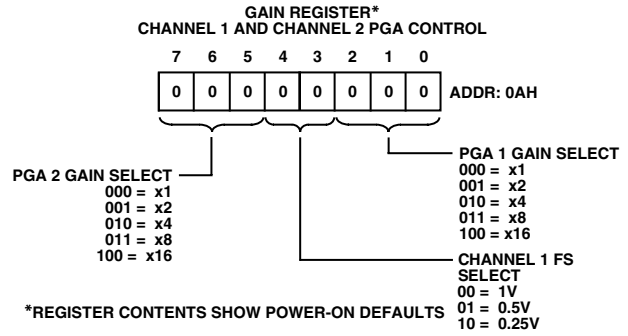 GAIN REGISTER*
CHANNEL 1 AND CHANNEL 2 PGA CONTROL
7 6 5 4 3 2 1 0
0 0 0 0 0 0 0 0 ADDR: 0AH
PGA 2 GAIN SELECT
000 = x1
001 = x2
010 = x4
011 = x8
100 = x16
PGA 1 GAIN SELECT
000 = x1
001 = x2
010 = x4
011 = x8
100 = x16
CHANNEL 1 FS
SELECT
00 = 1V
01 = 0.5V
10 = 0.25V
*REGISTER CONTENTS SHOW POWER-ON DEFAULTS